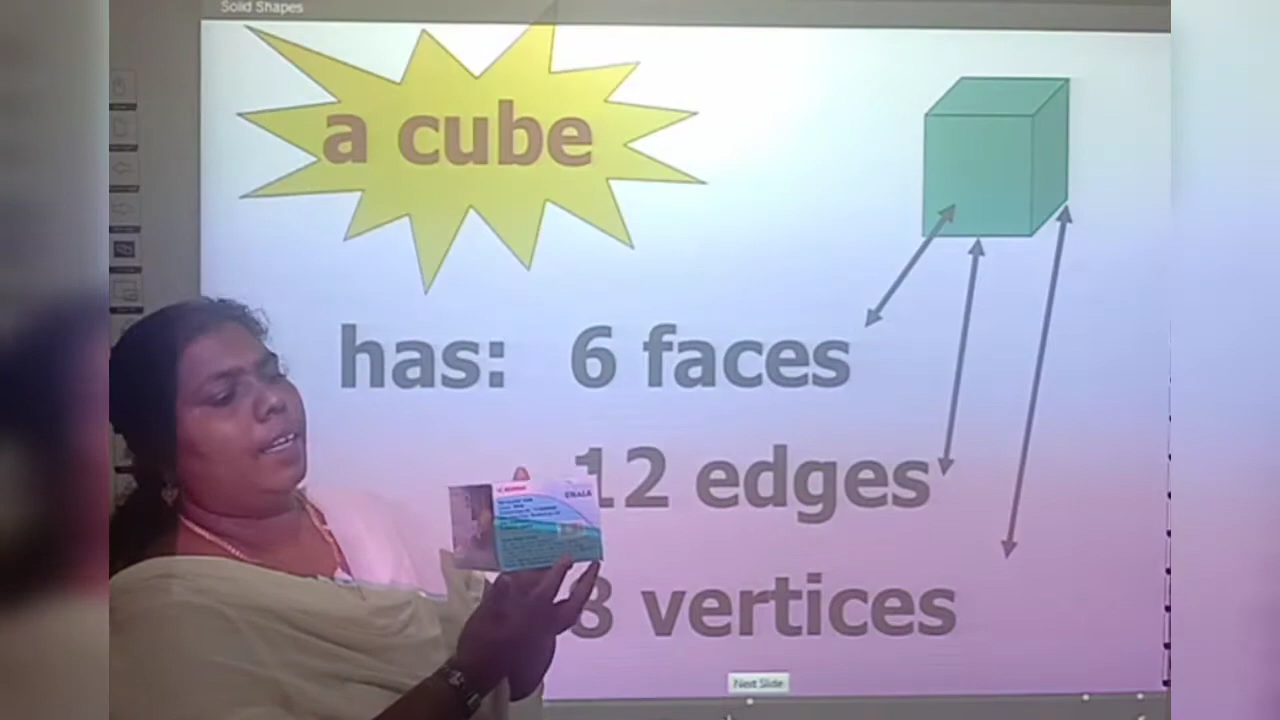 Solid Shapes
a cube
has: 6 faces
12 edges
8 vertices
Next Slide